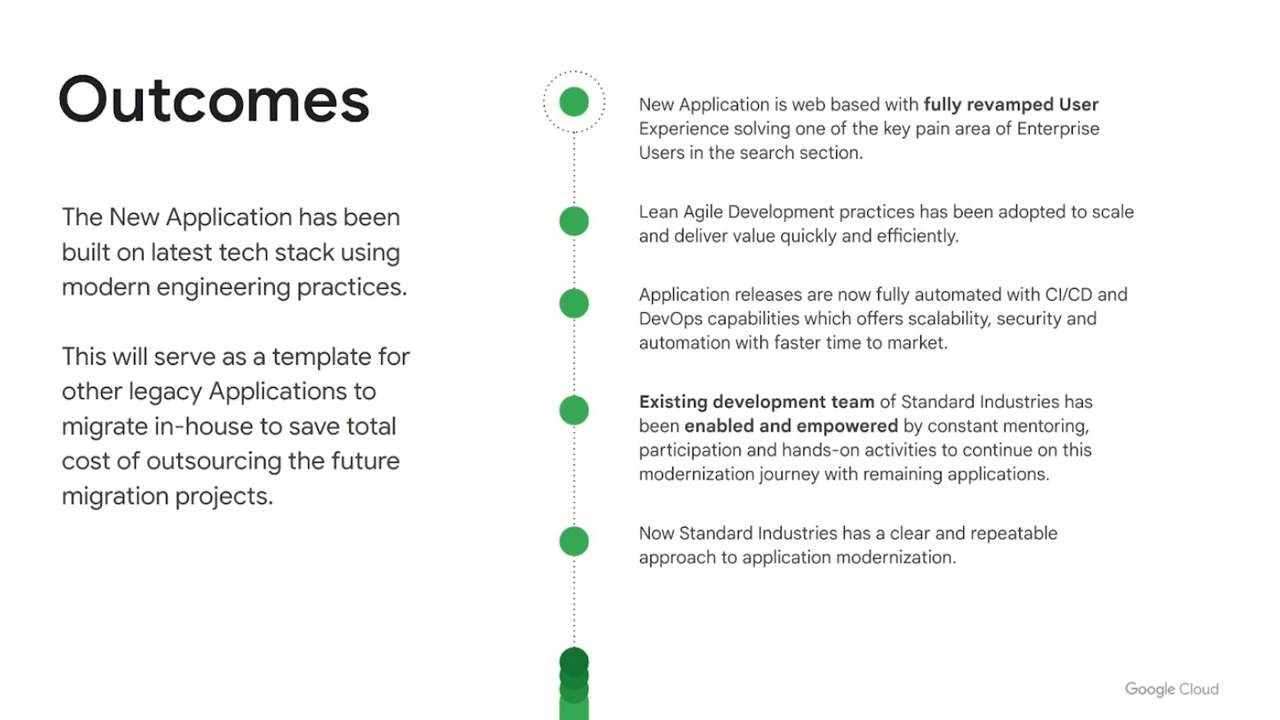 Outcomes
The New Application has been
built on latest tech stack using
modern engineering practices.
This will serve as a template for
other legacy Applications to
migrate in-house to save total
cost of outsourcing the future
migration projects.
New Application is web based with fully revamped User
Experience solving one of the key pain area of Enterprise
Users in the search section.
Lean Agile Development practices has been adopted to scale
and deliver value quickly and efficiently.
Application releases are now fully automated with CI/CD and
DevOps capabilities which offers scalability, security and
automation with faster time to market.
Existing development team of Standard Industries has
been enabled and empowered by constant mentoring,
participation and hands-on activities to continue on this
modernization journey with remaining applications.
Now Standard Industries has a clear and repeatable
approach to application modernization.
Google Cloud